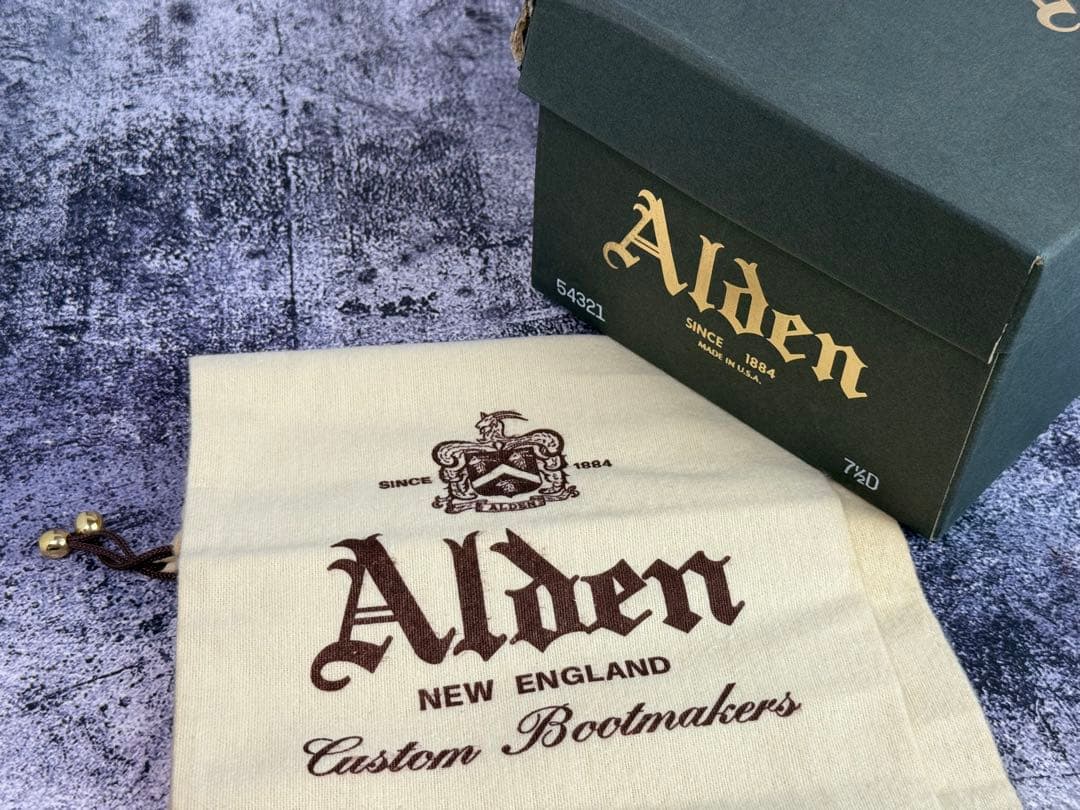 Alden
SINCE 1884
MADE IN U.S.A.
54321
7½D
SINCE 1884
ALDEN
Alden
NEW ENGLAND
Custom Bootmakers